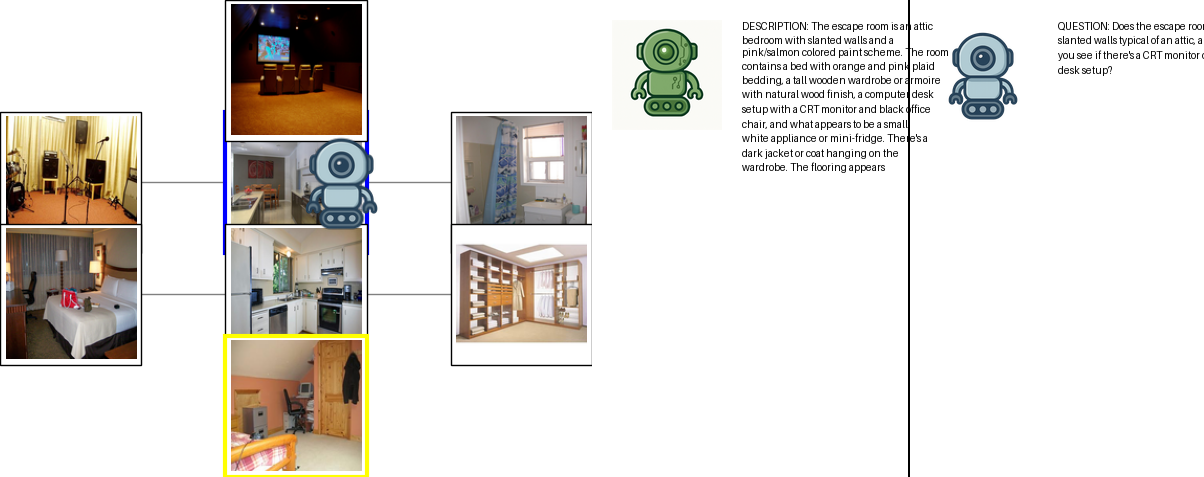 DESCRIPTION: The escape room is an attic
bedroom with slanted walls and a
pink/salmon colored paint scheme. The room
contains a bed with orange and pink plaid
bedding, a tall wooden wardrobe or armoire
with natural wood finish, a computer desk
setup with a CRT monitor and black office
chair, and what appears to be a small
white appliance or mini-fridge. There's a
dark jacket or coat hanging on the
wardrobe. The flooring appears
QUESTION: Does the escape roo
slanted walls typical of an attic, a
you see if there's a CRT monitor o
desk setup?